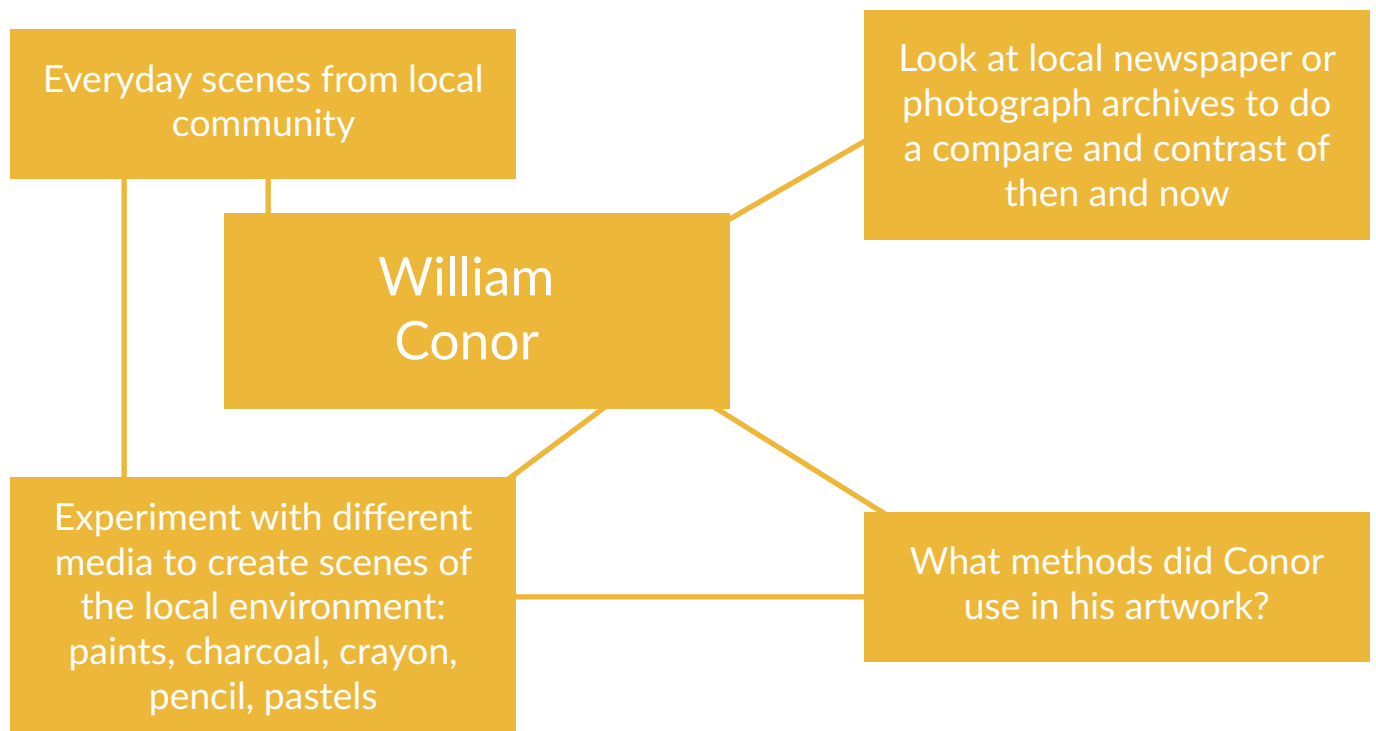 Everyday scenes from local
community
Look at local newspaper or
photograph archives to do
a compare and contrast of
then and now
William
Conor
Experiment with different
media to create scenes of
the local environment:
paints, charcoal, crayon,
pencil, pastels
What methods did Conor
use in his artwork?